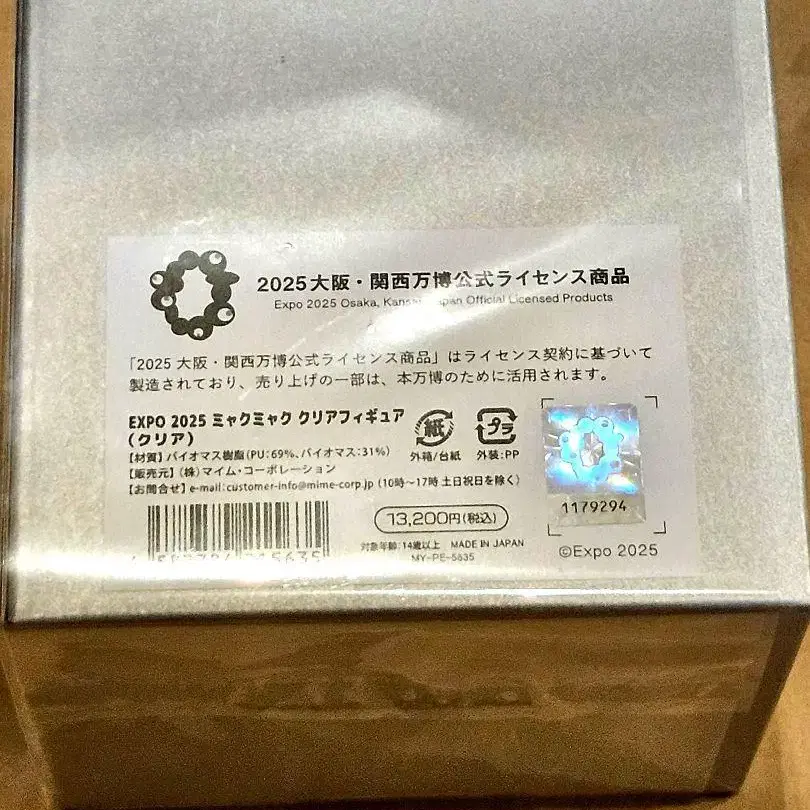 2025大阪・関西万博公式ライセンス商品
Expo 2025 Osaka, Kansai, Japan Official Licensed Products
「2025 大阪・関西万博公式ライセンス商品」はライセンス契約に基づいて
製造されており、売り上げの一部は、本万博のために活用されます。
EXPO 2025 ミャクミャク クリアフィギュア
(クリア)
【材質】バイオマス樹脂(PU:69%、バイオマス:31%)
【販売元】(株)マイム・コーポレーション
【お問合せ】e-mail:customer-info@mime-corp.jp (10時〜17時 土日祝日を除く)
紙
外箱/台紙
プラ
外装:PP
13,200円(税込)
対象年齢:14歳以上 MADE IN JAPAN
MY-PE-5635
1179294
©Expo 2025